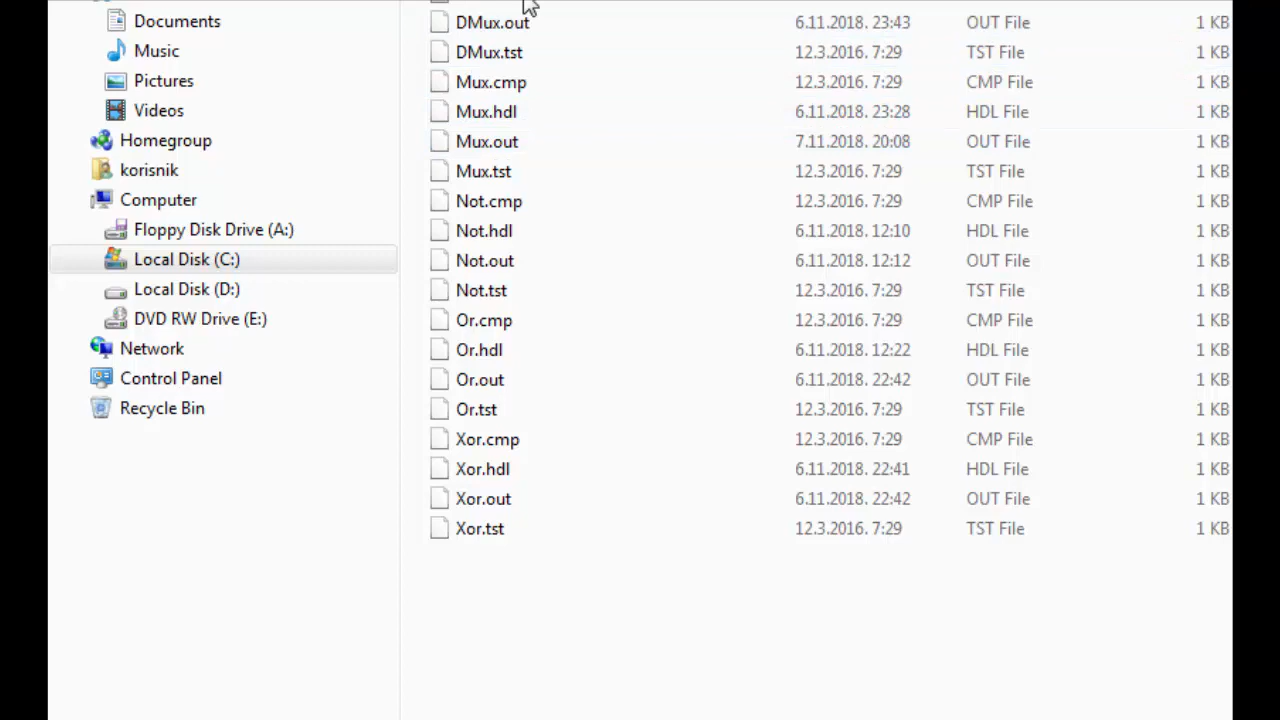 Documents
Music
Pictures
Videos
Homegroup
korisnik
Computer
Floppy Disk Drive (A:)
Local Disk (C:)
Local Disk (D:)
DVD RW Drive (E:)
Network
Control Panel
Recycle Bin
DMux.out 6.11.2018. 23:43 OUT File 1 KB
DMux.tst 12.3.2016. 7:29 TST File 1 KB
Mux.cmp 12.3.2016. 7:29 CMP File 1 KB
Mux.hdl 6.11.2018. 23:28 HDL File 1 KB
Mux.out 7.11.2018. 20:08 OUT File 1 KB
Mux.tst 12.3.2016. 7:29 TST File 1 KB
Not.cmp 12.3.2016. 7:29 CMP File 1 KB
Not.hdl 6.11.2018. 12:10 HDL File 1 KB
Not.out 6.11.2018. 12:12 OUT File 1 KB
Not.tst 12.3.2016. 7:29 TST File 1 KB
Or.cmp 12.3.2016. 7:29 CMP File 1 KB
Or.hdl 6.11.2018. 12:22 HDL File 1 KB
Or.out 6.11.2018. 22:42 OUT File 1 KB
Or.tst 12.3.2016. 7:29 TST File 1 KB
Xor.cmp 12.3.2016. 7:29 CMP File 1 KB
Xor.hdl 6.11.2018. 22:41 HDL File 1 KB
Xor.out 6.11.2018. 22:42 OUT File 1 KB
Xor.tst 12.3.2016. 7:29 TST File 1 KB